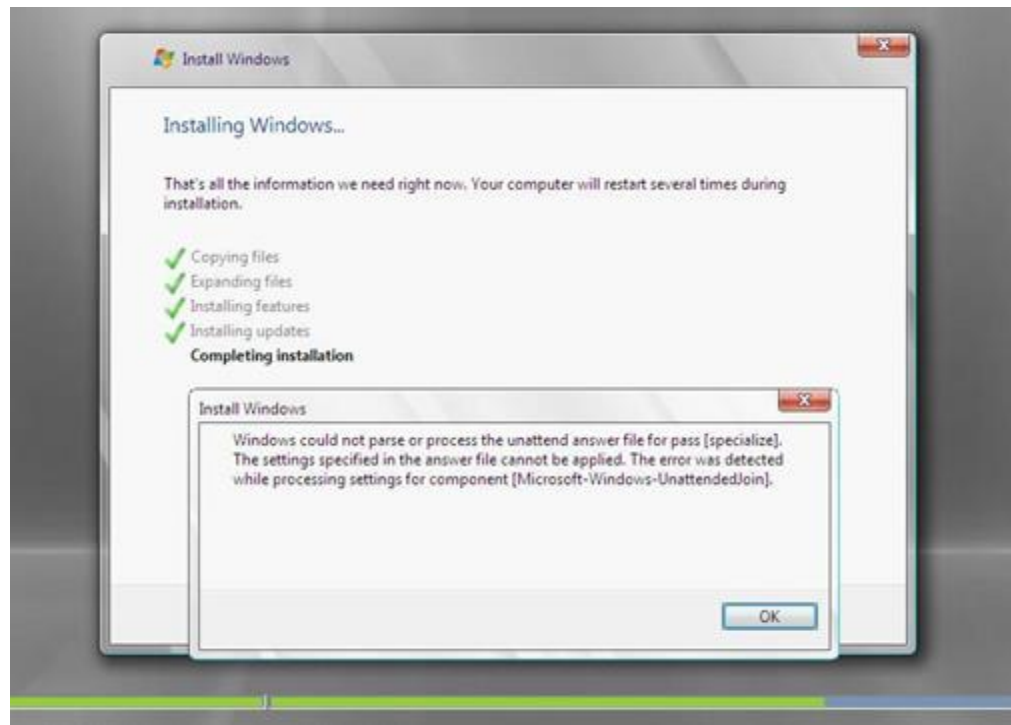 Install Windows
Installing Windows...
That's all the information we need right now. Your computer will restart several times during
installation.
Copying files
Expanding files
Installing features
Installing updates
Completing installation
Install Windows
Windows could not parse or process the unattend answer file for pass [specialize].
The settings specified in the answer file cannot be applied. The error was detected
while processing settings for component [Microsoft-Windows-UnattendedJoin].
OK